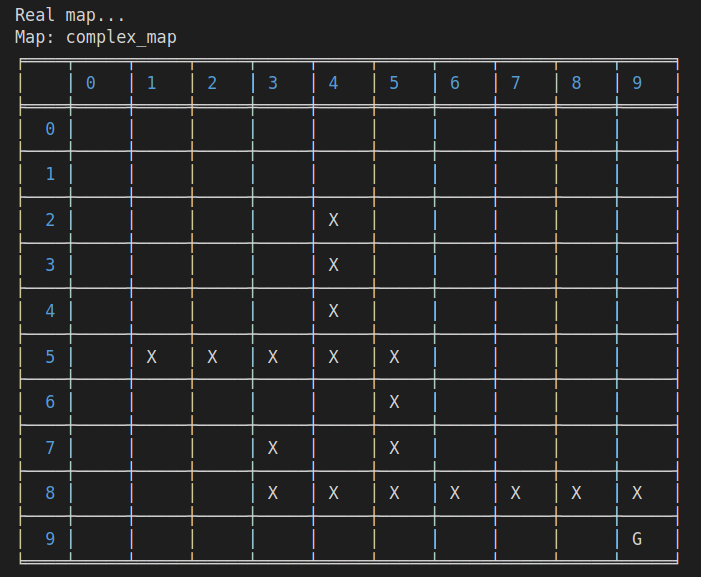 Real map...
Map: complex_map
0 1 2 3 4 5 6 7 8 9
0
1
2 X
3 X
4 X
5 X X X X X
6 X
7 X X
8 X X X X X X X
9 G